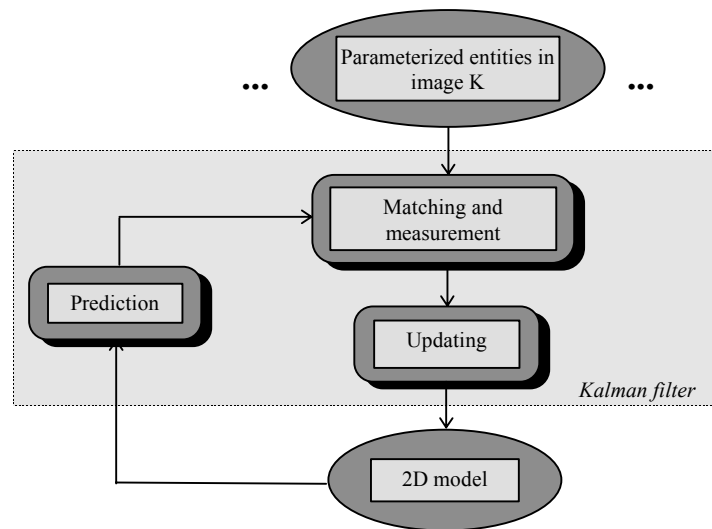 Parameterized entities in
image K
... ...
Matching and
measurement
Prediction
Updating
Kalman filter
2D model